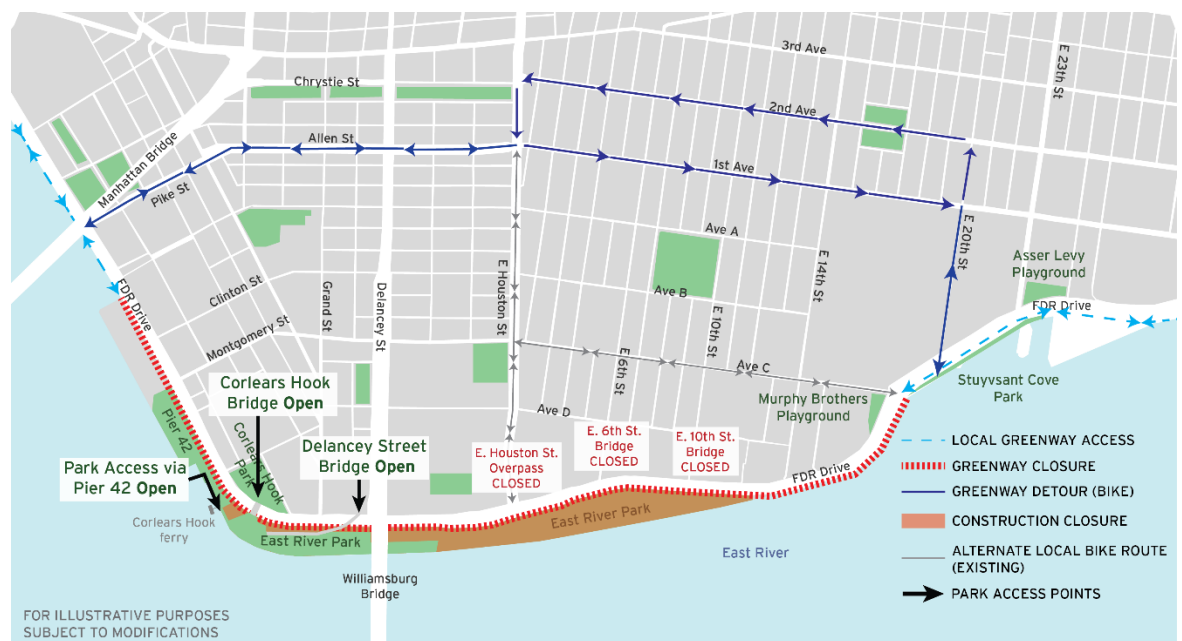 3rd Ave
E 23th St
Chrystie St
2nd Ave
Allen St
1st Ave
Manhattan Bridge
Pike St
E 20th St
Ave A
E 14th St
Asser Levy
Playground
FDR Drive
FDR Drive
Clinton St
Grand St
Delancey St
E Houston St
Ave B
E 10th St
Montgomery St
E 6th St
Ave C
Stuyvsant Cove
Park
Murphy Brothers
Playground
Corlears Hook
Bridge Open
Ave D
Delancey Street
Bridge Open
E. Houston St.
Overpass
CLOSED
E. 6th St.
Bridge
CLOSED
E. 10th St.
Bridge
CLOSED
FDR Drive
Pier 42
Corlears Hook
Park
Park Access via
Pier 42 Open
Corlears Hook
ferry
East River Park
East River Park
East River
Williamsburg
Bridge
LOCAL GREENWAY ACCESS
GREENWAY CLOSURE
GREENWAY DETOUR (BIKE)
CONSTRUCTION CLOSURE
ALTERNATE LOCAL BIKE ROUTE
(EXISTING)
PARK ACCESS POINTS
FOR ILLUSTRATIVE PURPOSES
SUBJECT TO MODIFICATIONS